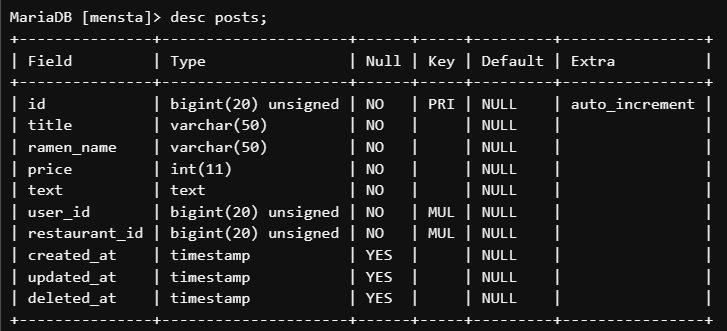 MariaDB [mensta]> desc posts;
+---------------+---------------------+------+-----+---------+----------------+
| Field         | Type                | Null | Key | Default | Extra          |
+---------------+---------------------+------+-----+---------+----------------+
| id            | bigint(20) unsigned | NO   | PRI | NULL    | auto_increment |
| title         | varchar(50)         | NO   |     | NULL    |                |
| ramen_name    | varchar(50)         | NO   |     | NULL    |                |
| price         | int(11)             | NO   |     | NULL    |                |
| text          | text                | NO   |     | NULL    |                |
| user_id       | bigint(20) unsigned | NO   | MUL | NULL    |                |
| restaurant_id | bigint(20) unsigned | NO   | MUL | NULL    |                |
| created_at    | timestamp           | YES  |     | NULL    |                |
| updated_at    | timestamp           | YES  |     | NULL    |                |
| deleted_at    | timestamp           | YES  |     | NULL    |                |
+---------------+---------------------+------+-----+---------+----------------+